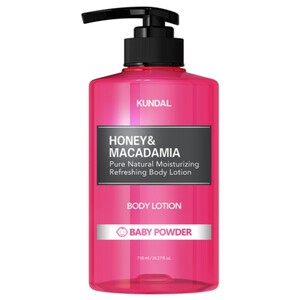 KUNDAL
HONEY&
MACADAMIA
Pure Natural Moisturizing
Refreshing Body Lotion
BODY LOTION
BABY POWDER